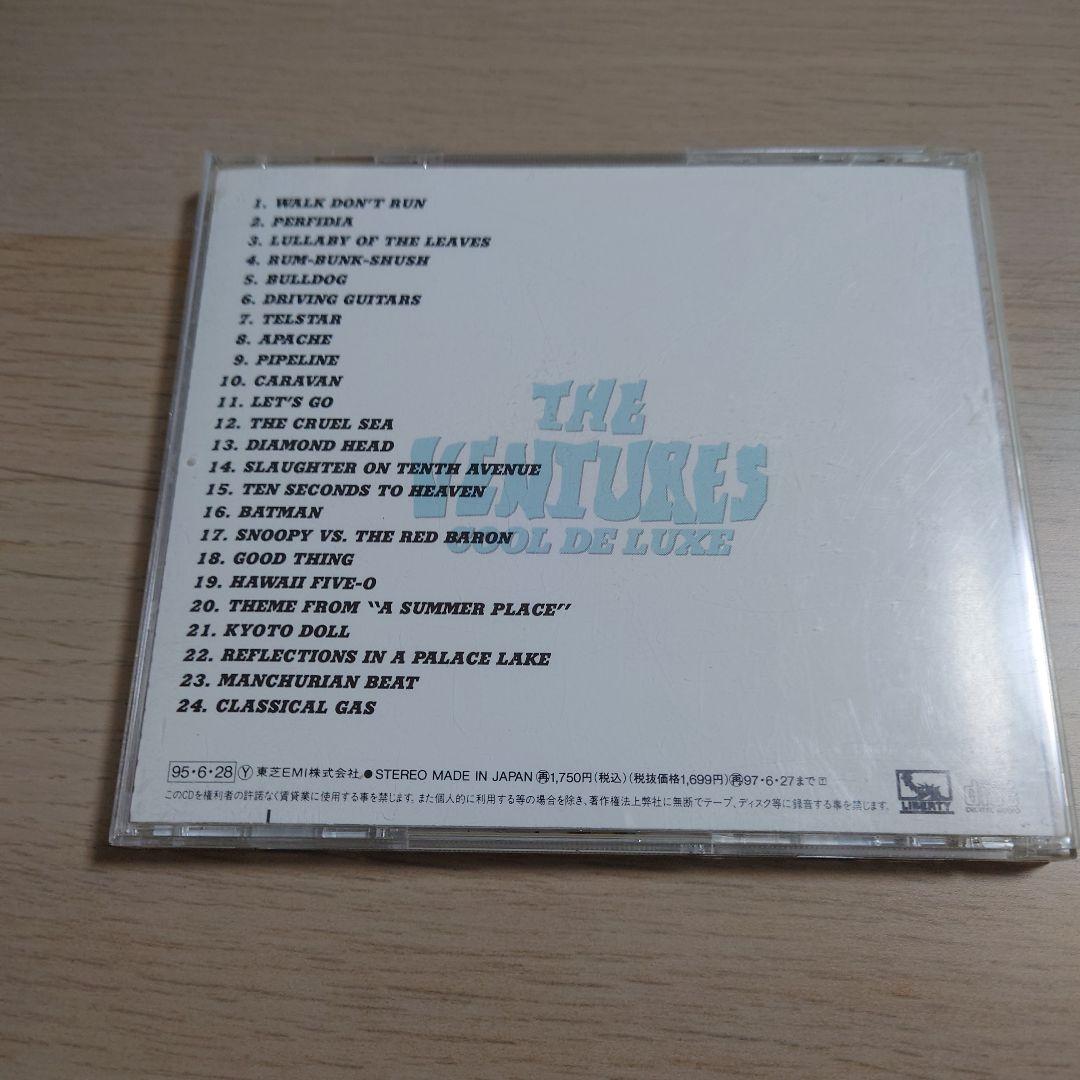 1. WALK DON'T RUN
2. PERFIDIA
3. LULLABY OF THE LEAVES
4. RUM-BUNK-SHUSH
5. BULLDOG
6. DRIVING GUITARS
7. TELSTAR
8. APACHE
9. PIPELINE
10. CARAVAN
11. LET'S GO
12. THE CRUEL SEA
13. DIAMOND HEAD
14. SLAUGHTER ON TENTH AVENUE
15. TEN SECONDS TO HEAVEN
16. BATMAN
17. SNOOPY VS. THE RED BARON
18. GOOD THING
19. HAWAII FIVE-O
20. THEME FROM “A SUMMER PLACE”
21. KYOTO DOLL
22. REFLECTIONS IN A PALACE LAKE
23. MANCHURIAN BEAT
24. CLASSICAL GAS
THE
VENTURES
COOL DE LUXE
95・6・28 Ⓨ 東芝EMI株式会社 ●STEREO MADE IN JAPAN ㊢1,750円(税込)(税抜価格1,699円)㊢97・6・27まで
このCDを権利者の許諾なく賃貸業に使用する事を禁じます。また個人的に利用する等の場合を除き、著作権法上弊社に無断でテープ、ディスク等に録音する事を禁じます。
LIBERTY